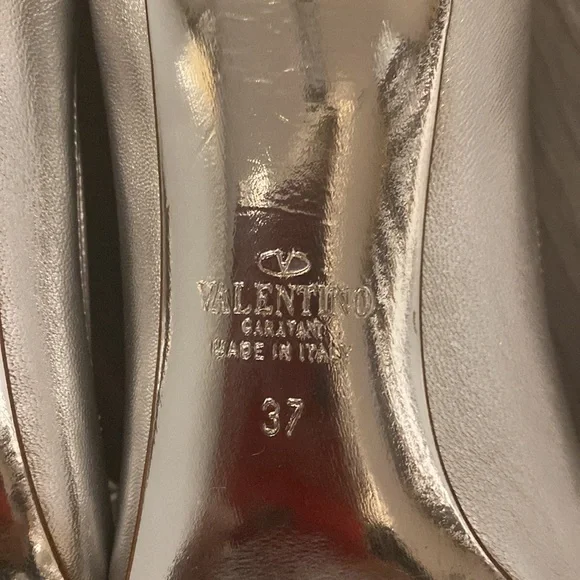 V
VALENTINO
GARAVANI
MADE IN ITALY
37